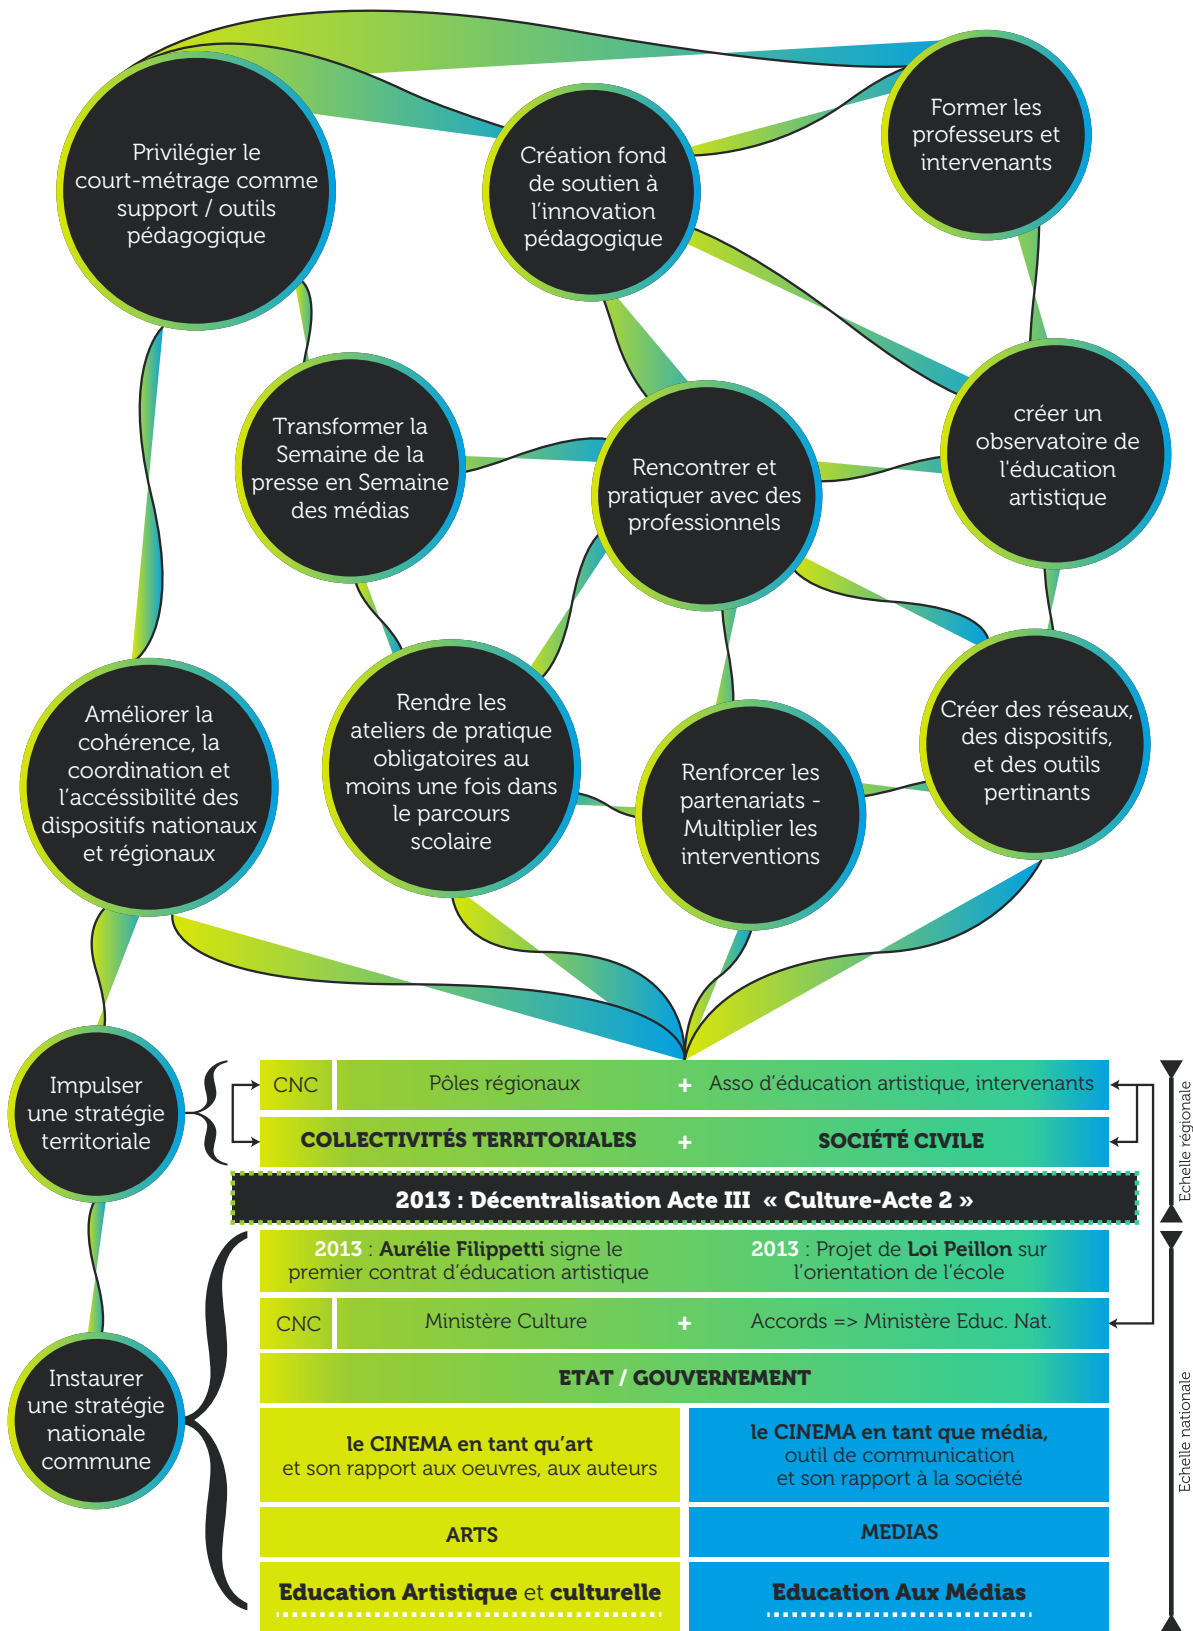 Privilégier le
court-métrage comme
support / outils
pédagogique
Création fond
de soutien à
l’innovation
pédagogique
Former les
professeurs et
intervenants
Transformer la
Semaine de la
presse en Semaine
des médias
Rencontrer et
pratiquer avec des
professionnels
créer un
observatoire de
l'éducation
artistique
Améliorer la
cohérence, la
coordination et
l’accéssibilité des
dispositifs nationaux
et régionaux
Rendre les
ateliers de pratique
obligatoires au
moins une fois dans
le parcours
scolaire
Renforcer les
partenariats -
Multiplier les
interventions
Créer des réseaux,
des dispositifs,
et des outils
pertinants
Impulser
une stratégie
territoriale
CNC
Pôles régionaux + Asso d’éducation artistique, intervenants
COLLECTIVITÉS TERRITORIALES + SOCIÉTÉ CIVILE
Echelle régionale
2013 : Décentralisation Acte III « Culture-Acte 2 »
2013 : Aurélie Filippetti signe le
premier contrat d’éducation artistique
2013 : Projet de Loi Peillon sur
l’orientation de l’école
CNC
Ministère Culture + Accords => Ministère Educ. Nat.
ETAT / GOUVERNEMENT
Instaurer
une stratégie
nationale
commune
le CINEMA en tant qu’art
et son rapport aux oeuvres, aux auteurs
le CINEMA en tant que média,
outil de communication
et son rapport à la société
Echelle nationale
ARTS
MEDIAS
Education Artistique et culturelle
Education Aux Médias